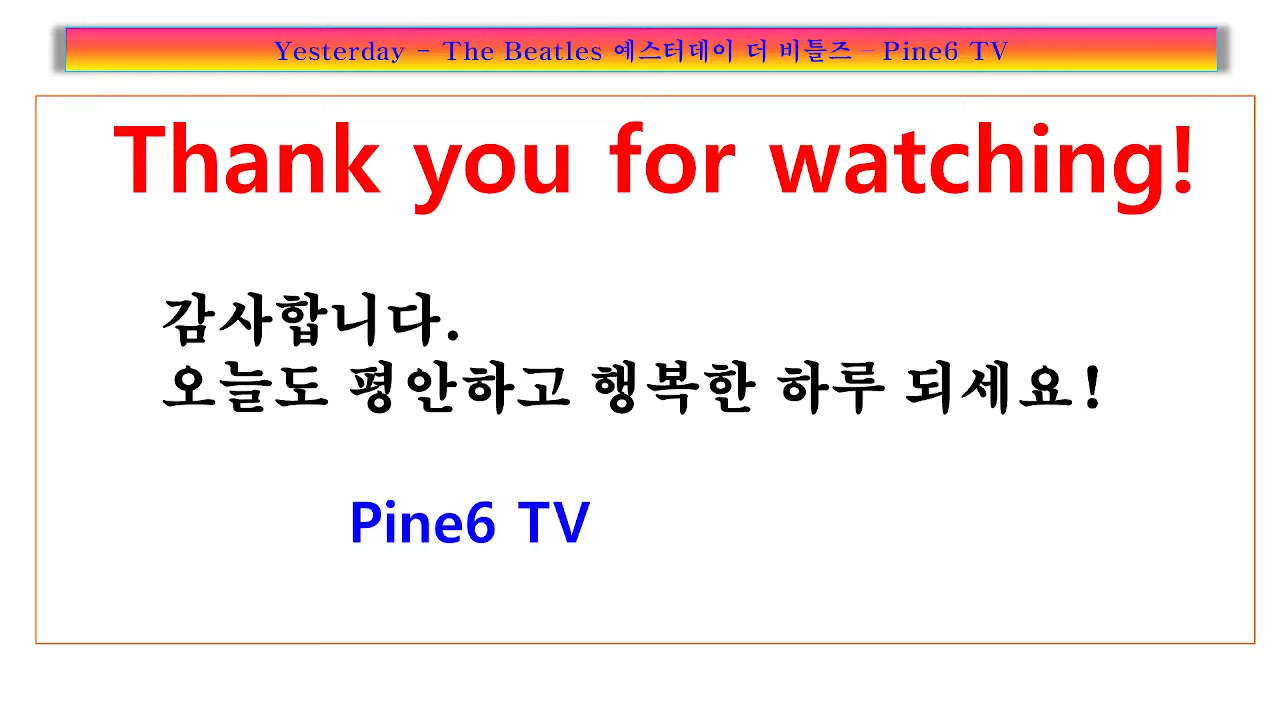 Yesterday - The Beatles 예스터데이 더 비틀즈 - Pine6 TV
Thank you for watching!
감사합니다.
오늘도 평안하고 행복한 하루 되세요!
Pine6 TV